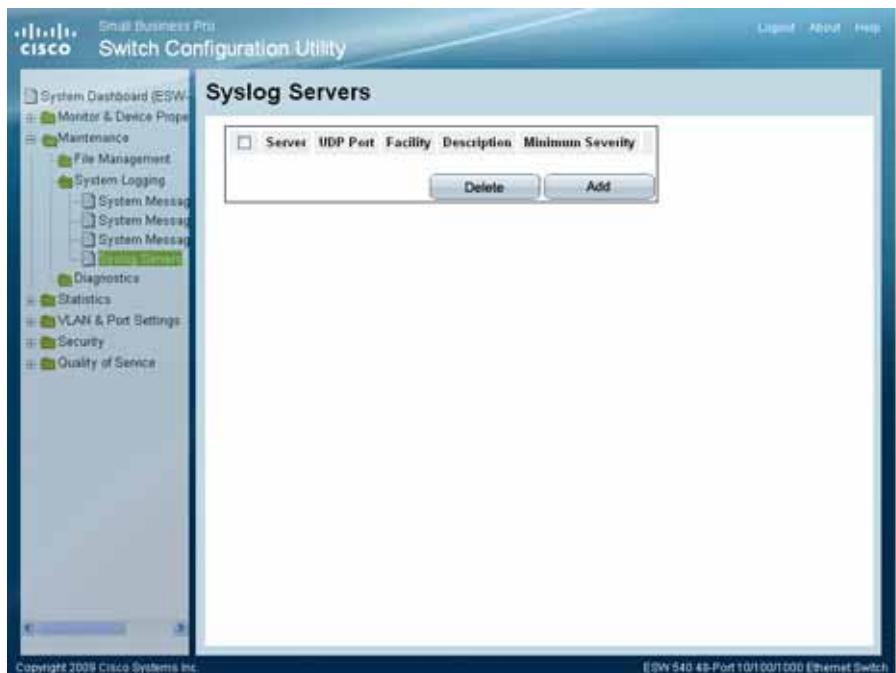 Small Business Pro
CISCO Switch Configuration Utility
Logout About Help
System Dashboard (ESW-
Monitor & Device Prope
Maintenance
File Management
System Logging
System Messag
System Messag
System Messag
Syslog Servers
Diagnostics
Statistics
VLAN & Port Settings
Security
Quality of Service
Syslog Servers
Server UDP Port Facility Description Minimum Severity
Delete Add
Copyright 2009 Cisco Systems Inc.
ESW 540 48-Port 10/100/1000 Ethernet Switch